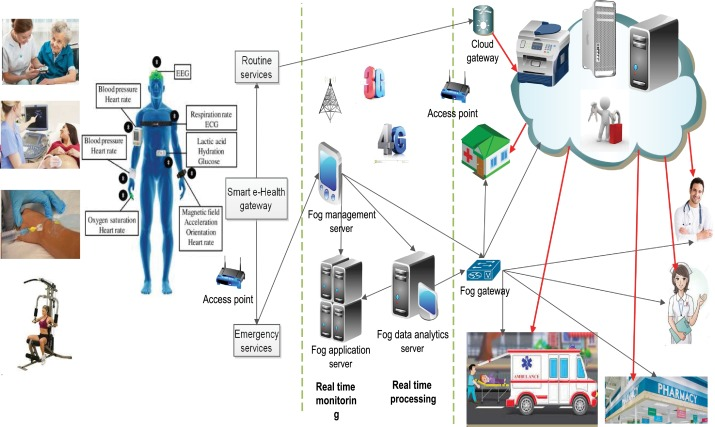 EEG
Blood pressure
Heart rate
Respiration rate
ECG
Blood pressure
Heart rate
Lactic acid
Hydration
Glucose
Oxygen saturation
Heart rate
Magnetic field
Acceleration
Orientation
Heart rate
Routine
services
Smart e-Health
gateway
Access point
Emergency
services
3G
4G
Fog management
server
Fog application
server
Fog data analytics
server
Real time
monitorin
g
Real time
processing
Cloud
gateway
Access point
Fog gateway
AMBULANCE
PHARMACY